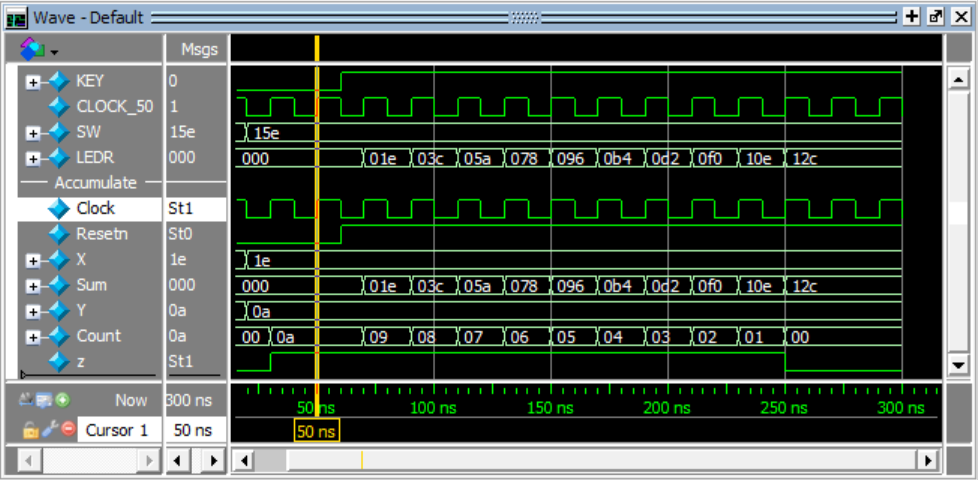 Wave - Default
Msgs
KEY 0
CLOCK_50 1
SW 15e 15e
LEDR 000 000 01e 03c 05a 078 096 0b4 0d2 0f0 10e 12c
Accumulate
Clock St1
Resetn St0
X 1e 1e
Sum 000 000 01e 03c 05a 078 096 0b4 0d2 0f0 10e 12c
Y 0a 0a
Count 0a 00 0a 09 08 07 06 05 04 03 02 01 00
z St1
Now 300 ns 50 ns 100 ns 150 ns 200 ns 250 ns 300 ns
Cursor 1 50 ns 50 ns